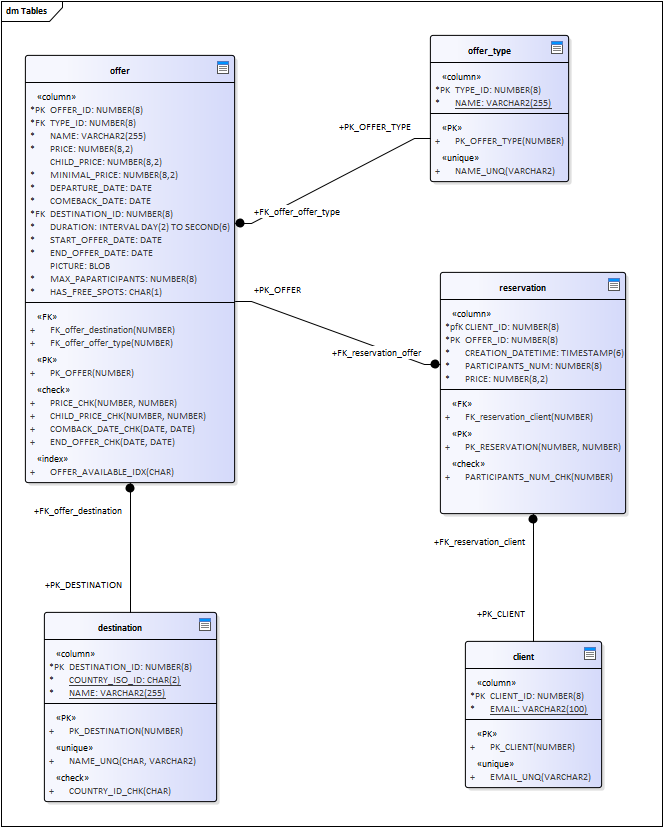 dm Tables
offer
«column»
*PK OFFER_ID: NUMBER(8)
*FK TYPE_ID: NUMBER(8)
* NAME: VARCHAR2(255)
* PRICE: NUMBER(8,2)
CHILD_PRICE: NUMBER(8,2)
* MINIMAL_PRICE: NUMBER(8,2)
* DEPARTURE_DATE: DATE
* COMEBACK_DATE: DATE
*FK DESTINATION_ID: NUMBER(8)
* DURATION: INTERVAL DAY(2) TO SECOND(6)
* START_OFFER_DATE: DATE
* END_OFFER_DATE: DATE
PICTURE: BLOB
* MAX_PAPARTICIPANTS: NUMBER(8)
* HAS_FREE_SPOTS: CHAR(1)
«FK»
+ FK_offer_destination(NUMBER)
+ FK_offer_offer_type(NUMBER)
«PK»
+ PK_OFFER(NUMBER)
«check»
+ PRICE_CHK(NUMBER, NUMBER)
+ CHILD_PRICE_CHK(NUMBER, NUMBER)
+ COMBACK_DATE_CHK(DATE, DATE)
+ END_OFFER_CHK(DATE, DATE)
«index»
+ OFFER_AVAILABLE_IDX(CHAR)
offer_type
«column»
*PK TYPE_ID: NUMBER(8)
* NAME: VARCHAR2(255)
«PK»
+ PK_OFFER_TYPE(NUMBER)
«unique»
+ NAME_UNQ(VARCHAR2)
+PK_OFFER_TYPE
+FK_offer_offer_type
+PK_OFFER
+FK_reservation_offer
reservation
«column»
*pfK CLIENT_ID: NUMBER(8)
*PK OFFER_ID: NUMBER(8)
* CREATION_DATETIME: TIMESTAMP(6)
* PARTICIPANTS_NUM: NUMBER(8)
* PRICE: NUMBER(8,2)
«FK»
+ FK_reservation_client(NUMBER)
«PK»
+ PK_RESERVATION(NUMBER, NUMBER)
«check»
+ PARTICIPANTS_NUM_CHK(NUMBER)
+FK_offer_destination
+PK_DESTINATION
+FK_reservation_client
+PK_CLIENT
destination
«column»
*PK DESTINATION_ID: NUMBER(8)
* COUNTRY_ISO_ID: CHAR(2)
* NAME: VARCHAR2(255)
«PK»
+ PK_DESTINATION(NUMBER)
«unique»
+ NAME_UNQ(CHAR, VARCHAR2)
«check»
+ COUNTRY_ID_CHK(CHAR)
client
«column»
*PK CLIENT_ID: NUMBER(8)
* EMAIL: VARCHAR2(100)
«PK»
+ PK_CLIENT(NUMBER)
«unique»
+ EMAIL_UNQ(VARCHAR2)